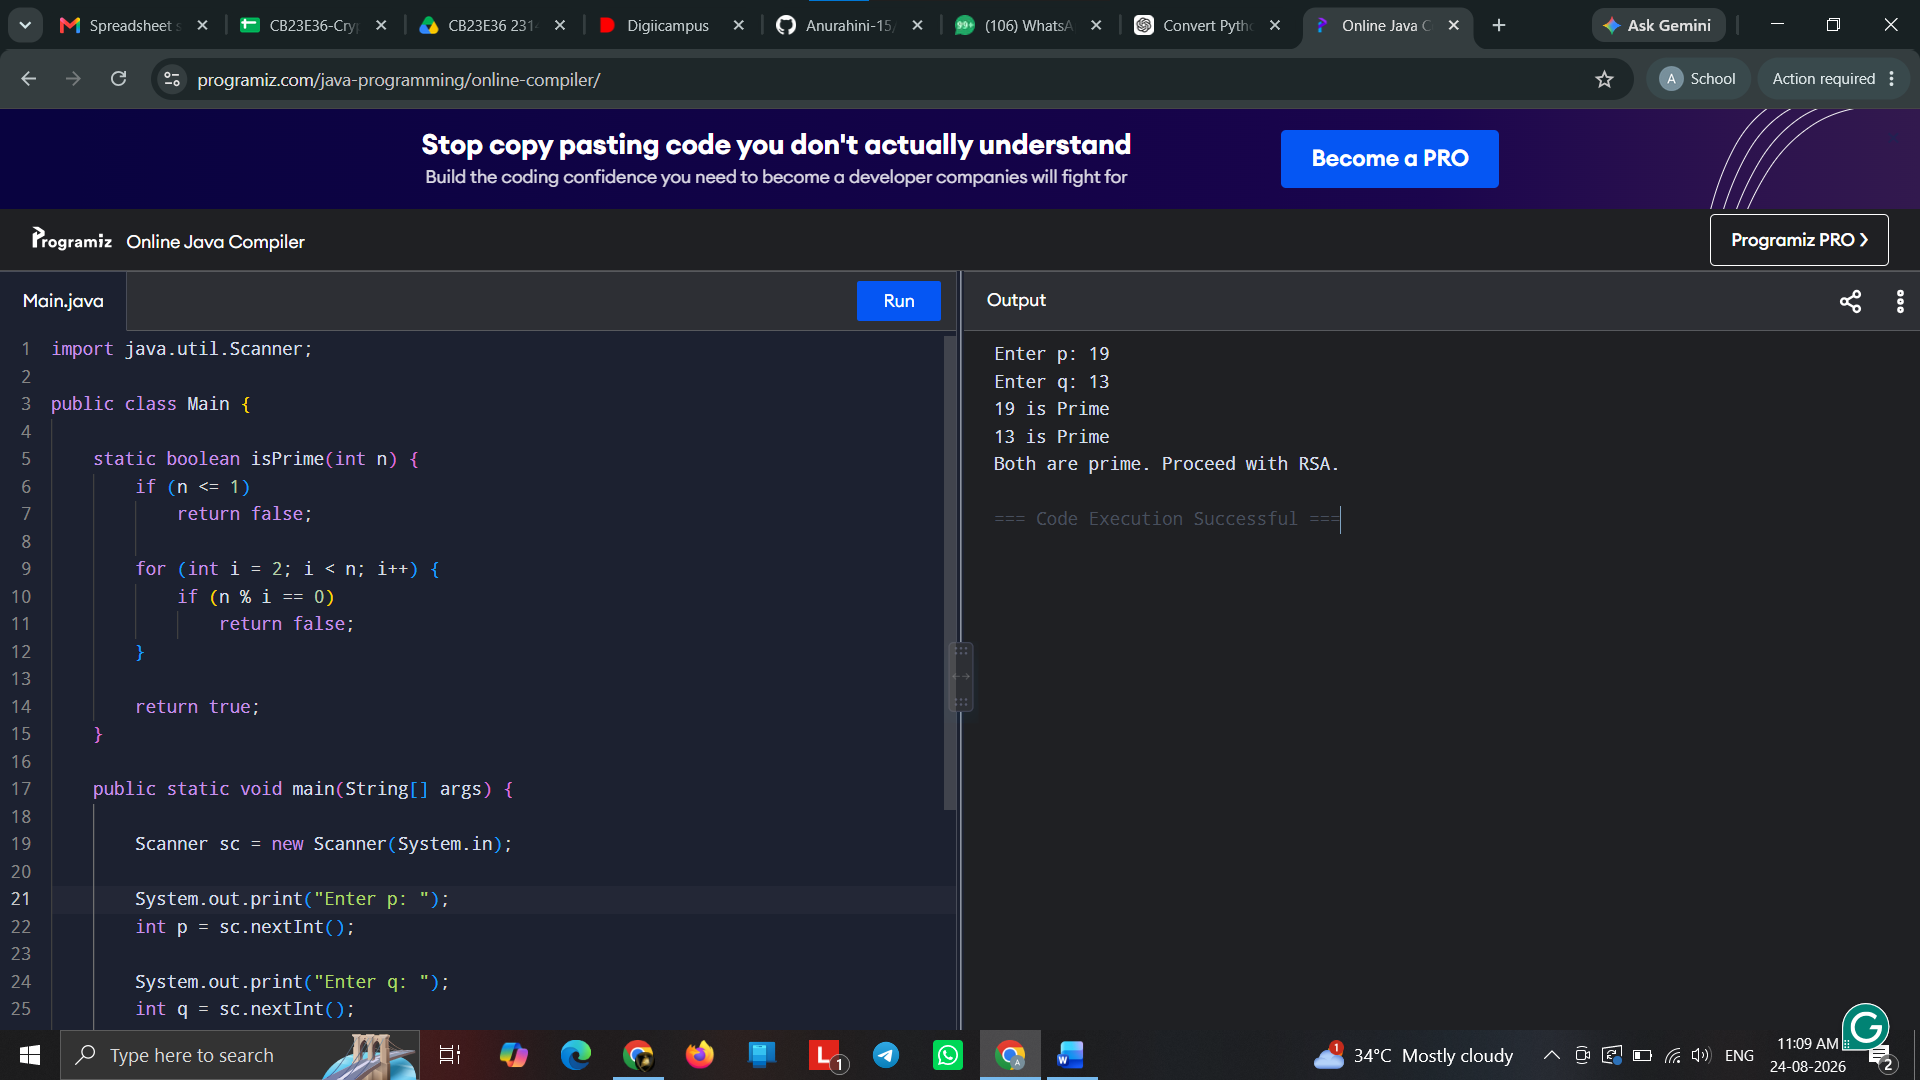 Spreadsheet s
CB23E36-Cryp
CB23E36 231
Digiicampus
Anurahini-15/
(106) WhatsA
Convert Pytho
Online Java C
Ask Gemini
programiz.com/java-programming/online-compiler/
A School
Action required
Stop copy pasting code you don't actually understand
Build the coding confidence you need to become a developer companies will fight for
Become a PRO
Programiz Online Java Compiler
Programiz PRO >
Main.java
Run
Output
1 import java.util.Scanner;
2
3 public class Main {
4
5 static boolean isPrime(int n) {
6 if (n <= 1)
7 return false;
8
9 for (int i = 2; i < n; i++) {
10 if (n % i == 0)
11 return false;
12 }
13
14 return true;
15 }
16
17 public static void main(String[] args) {
18
19 Scanner sc = new Scanner(System.in);
20
21 System.out.print("Enter p: ");
22 int p = sc.nextInt();
23
24 System.out.print("Enter q: ");
25 int q = sc.nextInt();
Enter p: 19
Enter q: 13
19 is Prime
13 is Prime
Both are prime. Proceed with RSA.
=== Code Execution Successful ===
Type here to search
34°C Mostly cloudy
ENG
11:09 AM
24-08-2026
2